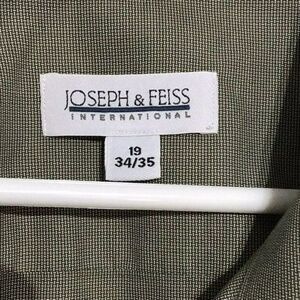 JOSEPH & FEISS
INTERNATIONAL
19
34/35